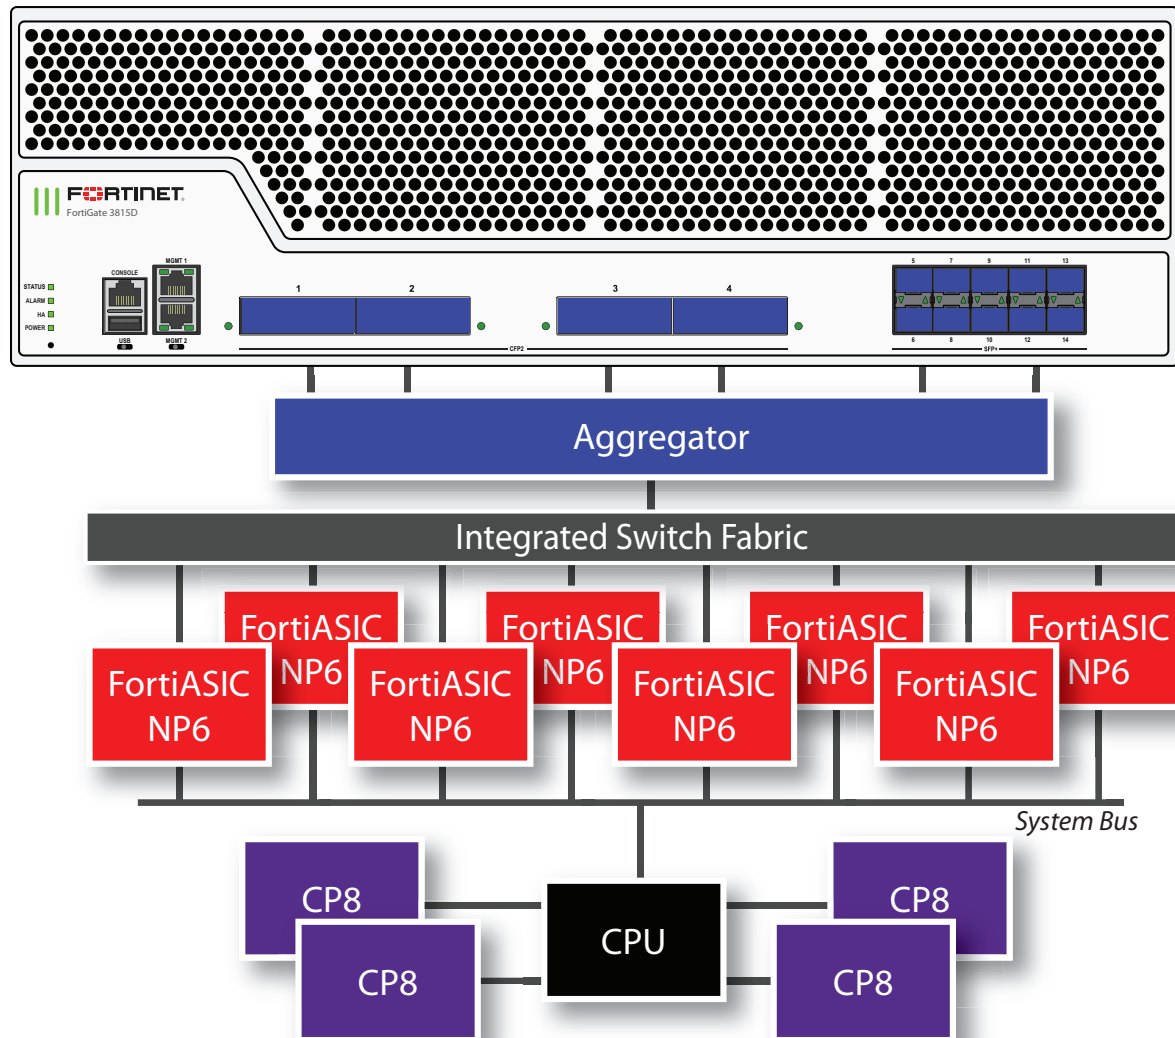 FORTINET
FortiGate 3815D
STATUS
ALARM
HA
POWER
CONSOLE
USB
MGMT 1
MGMT 2
1 2 3 4
CFP2
5 7 9 11 13
6 8 10 12 14
SFP+
Aggregator
Integrated Switch Fabric
FortiASIC
NP6
FortiASIC
NP6
FortiASIC
NP6
FortiASIC
NP6
FortiASIC
NP6
FortiASIC
NP6
FortiASIC
NP6
FortiASIC
NP6
System Bus
CP8
CP8
CPU
CP8
CP8